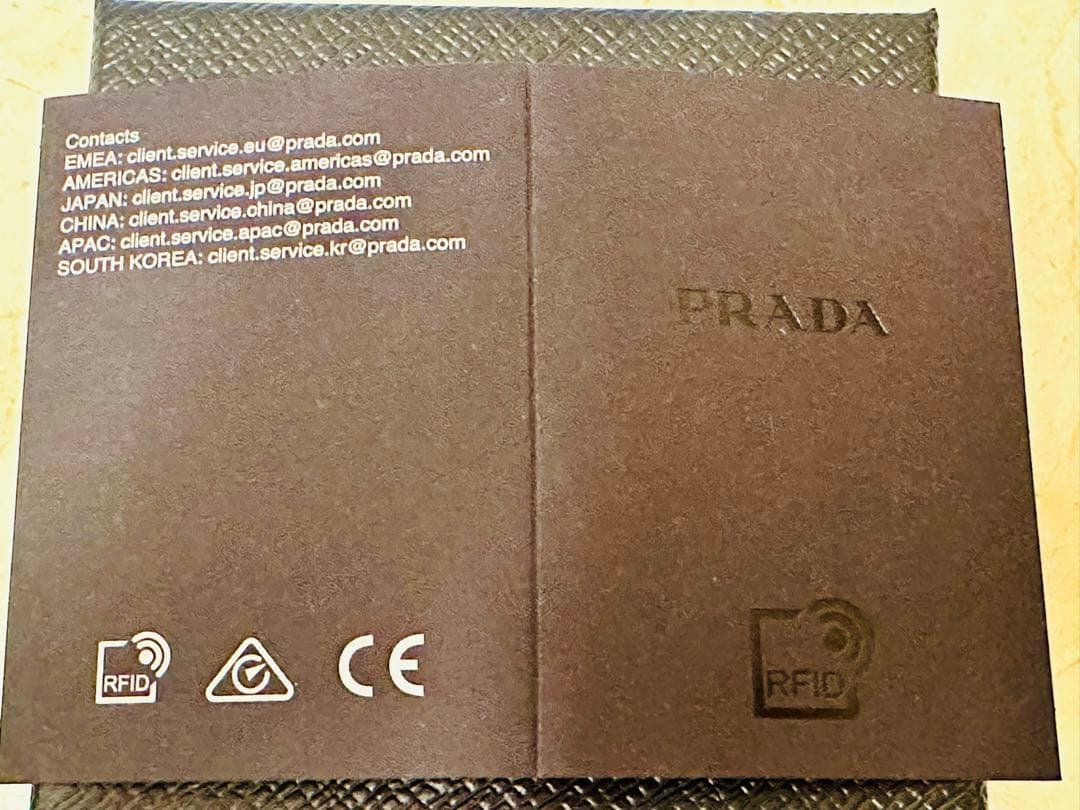 Contacts
EMEA: client.service.eu@prada.com
AMERICAS: client.service.americas@prada.com
JAPAN: client.service.jp@prada.com
CHINA: client.service.china@prada.com
APAC: client.service.apac@prada.com
SOUTH KOREA: client.service.kr@prada.com
PRADA
RFID
CE
RFID